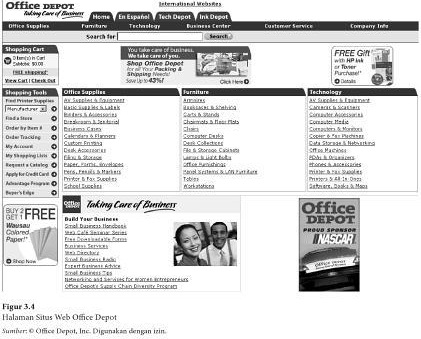 Office DEPOT
Taking Care of Business
International Websites
Home En Español Tech Depot Ink Depot
Office Supplies Furniture Technology Business Center Customer Service Company Info
Search for Search
Shopping Cart
0 Item(s) in Cart
Subtotal: $0.00
FREE shipping!
View Cart | Check Out
You take care of business.
We take care of you.
Shop Office Depot
for all Your Packing &
Shipping Needs!
Save Up to 43%!
Click Here
FREE Gift
with HP Ink
or Toner
Purchase!
Details
Shopping Tools
Find Printer Supplies
Manufacturer
Find a Store
Order by Item #
Order Tracking
My Account
My Shopping Lists
Request a Catalog
Apply for Credit Card
Advantage Program
Buyer's Edge
Office Supplies
Air Supplies & Equipment
Basic Supplies & Labels
Binders & Accessories
Breakroom & Janitorial
Business Cases
Calendars & Planners
Custom Printing
Desk Accessories
Filing & Storage
Paper, Forms, Envelopes
Pens, Pencils & Markers
Printer & Fax Supplies
School Supplies
Furniture
Armoires
Bookcases & Shelving
Carts & Stands
Chairmats & Floor Mats
Chairs
Computer Desks
Desk Collections
File & Storage Cabinets
Lamps & Light Bulbs
Office Furnishings
Panel Systems & LAN Furniture
Tables
Workstations
Technology
Air Supplies & Equipment
Cameras & Scanners
Computer Accessories
Computer Media
Computers & Monitors
Copier & Fax Machines
Data Storage & Networking
Office Machines
PDAs & Organizers
Phones & Accessories
Printer & Fax Supplies
Printers & All In Ones
Software, Books & Maps
BUY 2
GET 1 FREE
Wausau
Colored
Paper!*
Shop Now
Office DEPOT
Taking Care of Business
Build Your Business
Small Business Handbook
Web Café Seminar Series
Free Downloadable Forms
Business Services
Web Directory
Small Business Radio
Expert Business Advice
Small Business Tips
Networking and Services for Women Entrepreneurs
Office Depot's Supply Chain Diversity Program
Office DEPOT
PROUD SPONSOR
NASCAR
Figur 3.4
Halaman Situs Web Office Depot
Sumber: © Office Depot, Inc. Digunakan dengan izin.